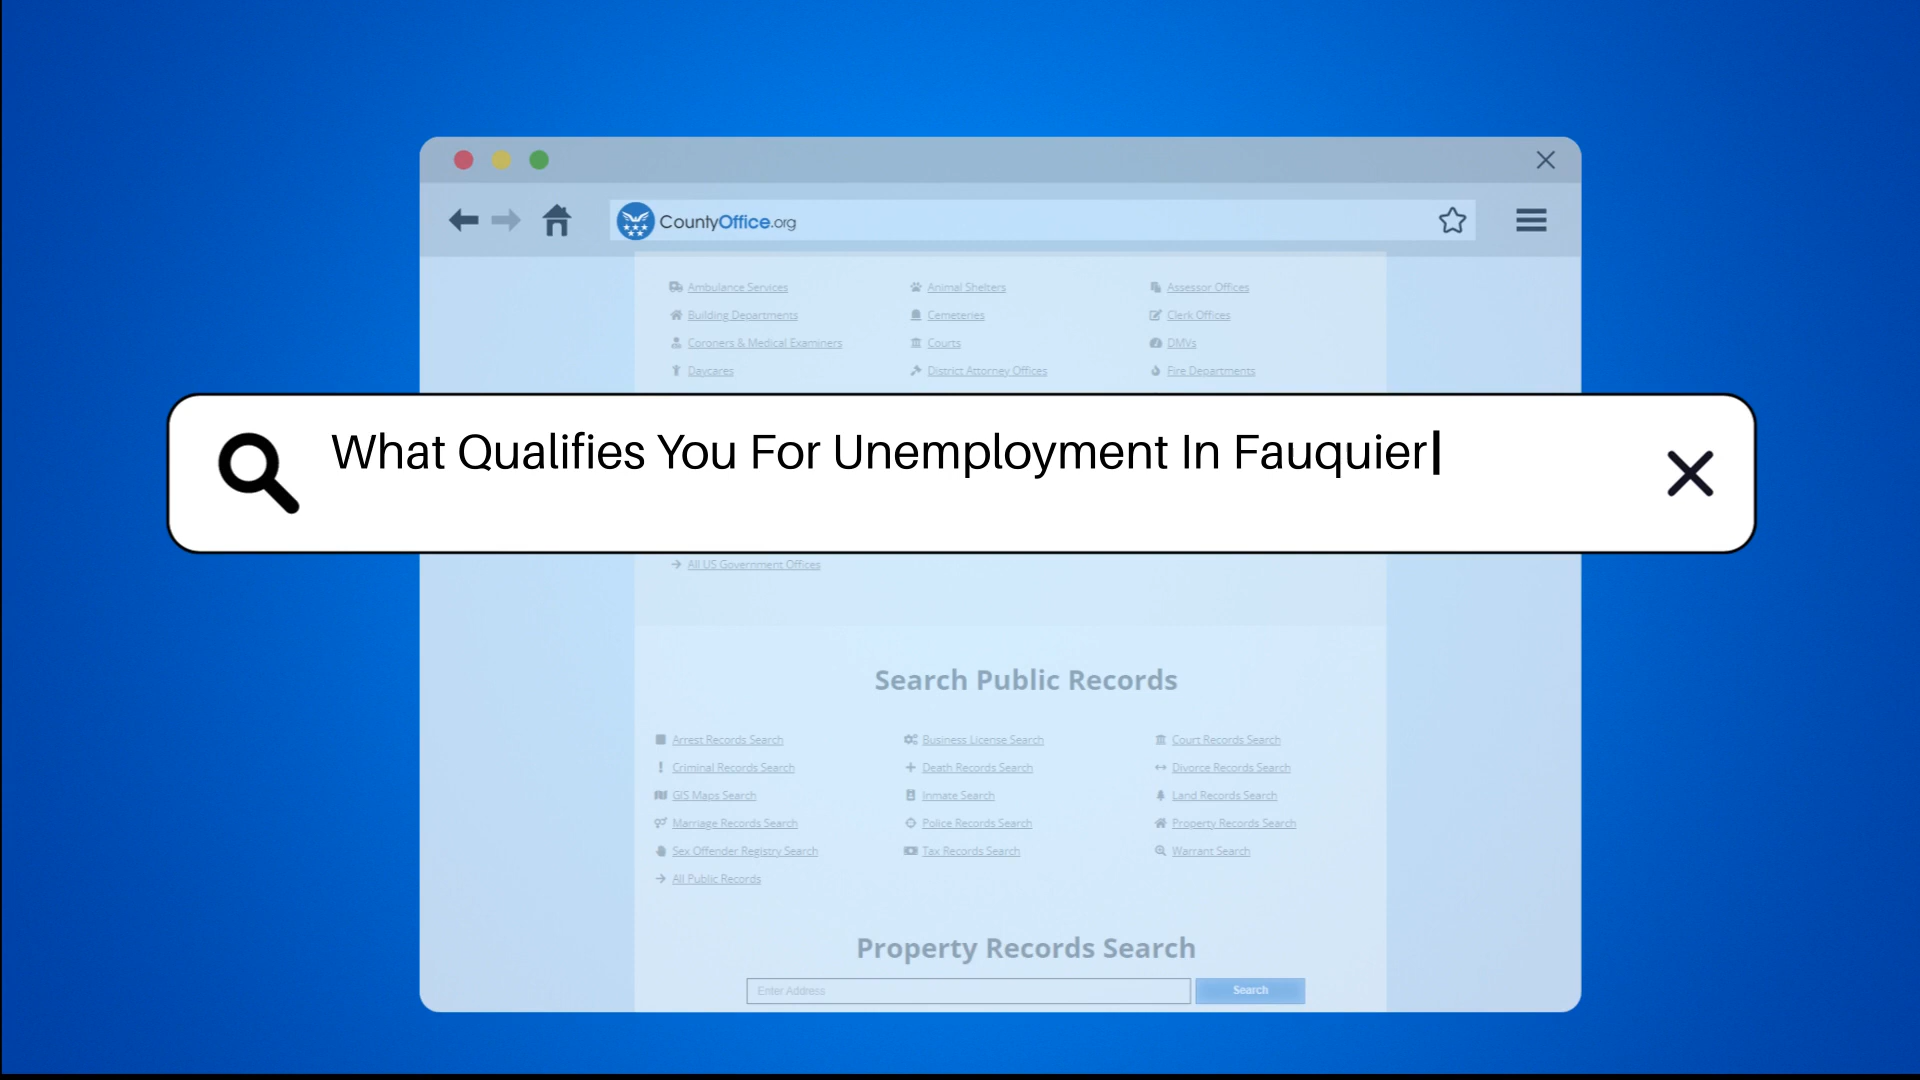 CountyOffice.org
Ambulance Services Animal Shelters Assessor Offices
Building Departments Cemeteries Clerk Offices
Coroners & Medical Examiners Courts DMVs
Daycares District Attorney Offices Fire Departments
What Qualifies You For Unemployment In Fauquier
All US Government Offices
Search Public Records
Arrest Records Search Business License Search Court Records Search
Criminal Records Search Death Records Search Divorce Records Search
GIS Maps Search Inmate Search Land Records Search
Marriage Records Search Police Records Search Property Records Search
Sex Offender Registry Search Tax Records Search Warrant Search
All Public Records
Property Records Search
Enter Address Search